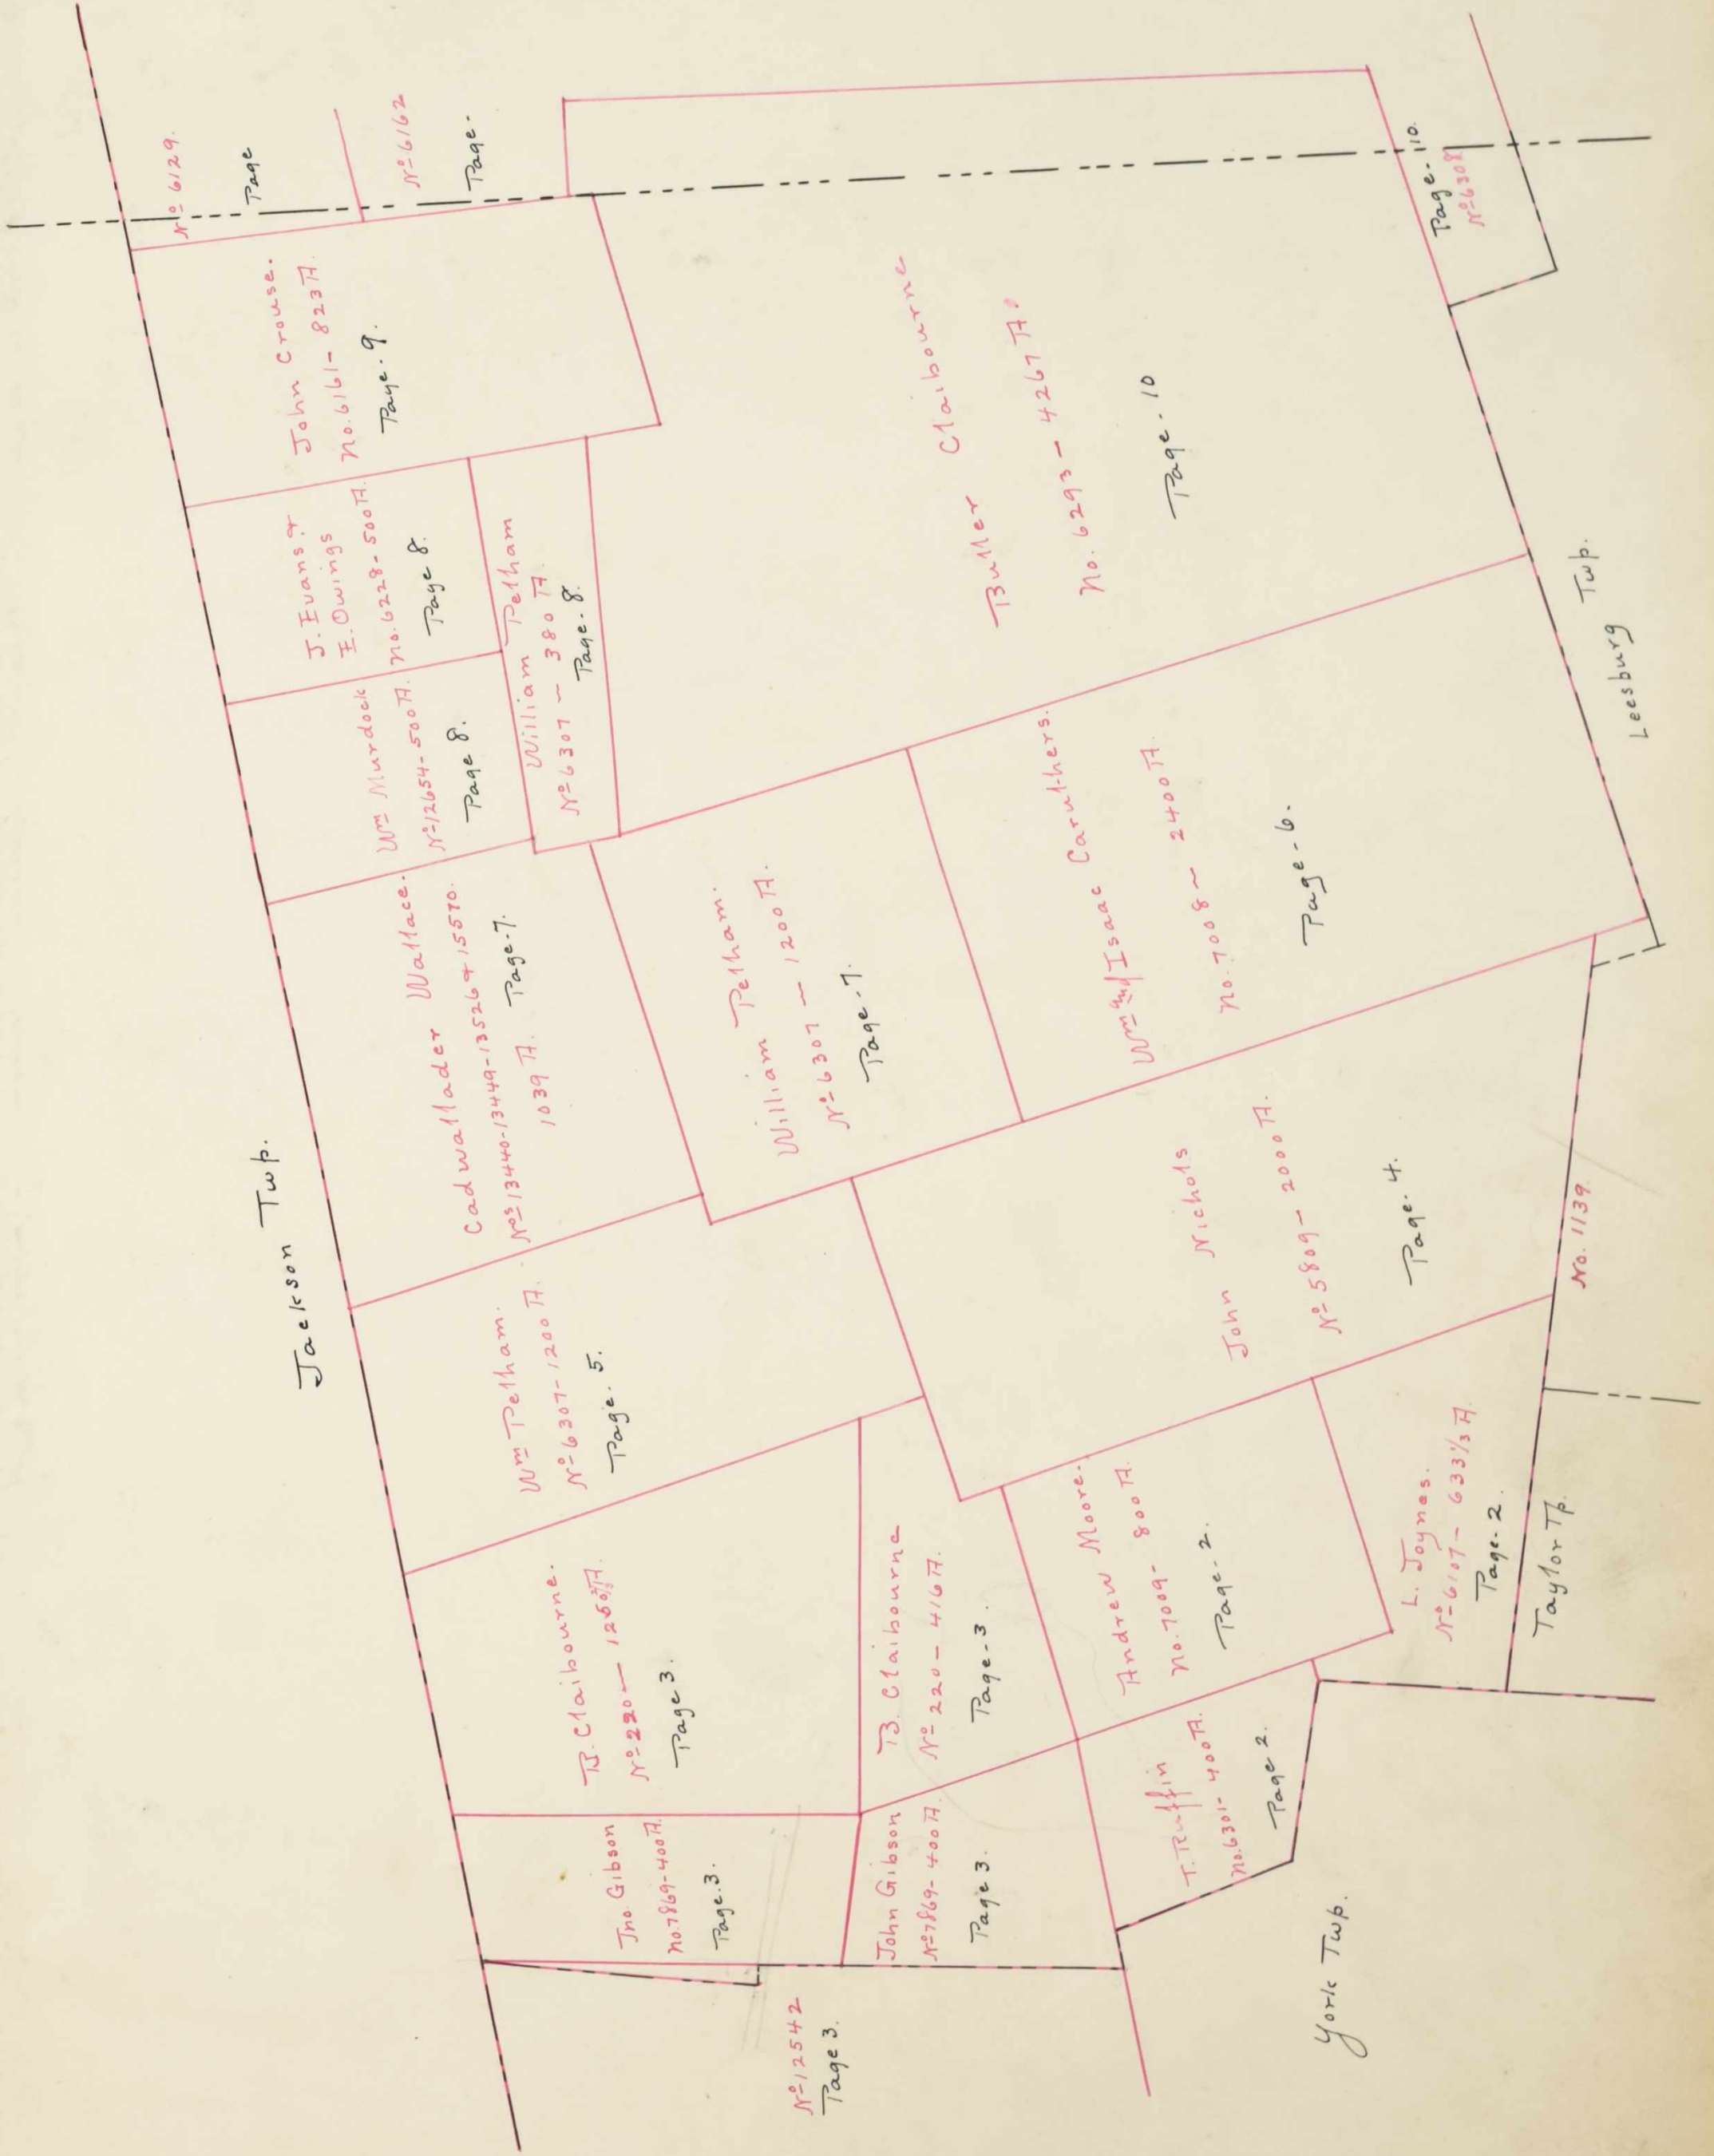 Jackson Twp.
Nº 6129.
Page
Nº 6162
Page.
John Crouse.
No. 6161 - 823 A.
Page. 9.
J. Evans &
E. Owings
No. 6228 - 500 A.
Page 8.
Wm Murdock
Nº 12654 - 500 A.
Page 8.
William Pelham
Nº 6307 - 380 A.
Page. 8.
Cadwallader Wallace.
Nos 13440-13449-13526 & 15570.
1039 A. Page. 7.
William Pelham.
Nº 6307 - 1200 A.
Page. 7.
Butler Claibourne
No. 6293 - 4267 A.
Page. 10
Page. 10.
Nº 6308
Wm and Isaac Caruthers.
No. 7008 - 2400 A.
Page - 6.
Leesburg Twp.
Wm Pelham.
Nº 6307 - 1200 A.
Page. 5.
John Nichols
Nº 5809 - 2000 A.
Page. 4.
No. 1139.
B. Claibourne.
Nº 220 -
Page 3.
B. Claibourne
Nº 220 - 416 A.
Page - 3.
Andrew Moore.
No. 7009 - 800 A.
Page - 2.
L. Joynes.
Nº 6107 - 633 1/3 A.
Page - 2.
Taylor Tp.
Jno. Gibson
No. 7869 - 400 A.
Page. 3.
John Gibson
Nº 7869 - 400 A.
Page 3.
T. Ruffin
No. 6301 - 400 A.
Page 2.
Nº 12542
Page 3.
York Twp.